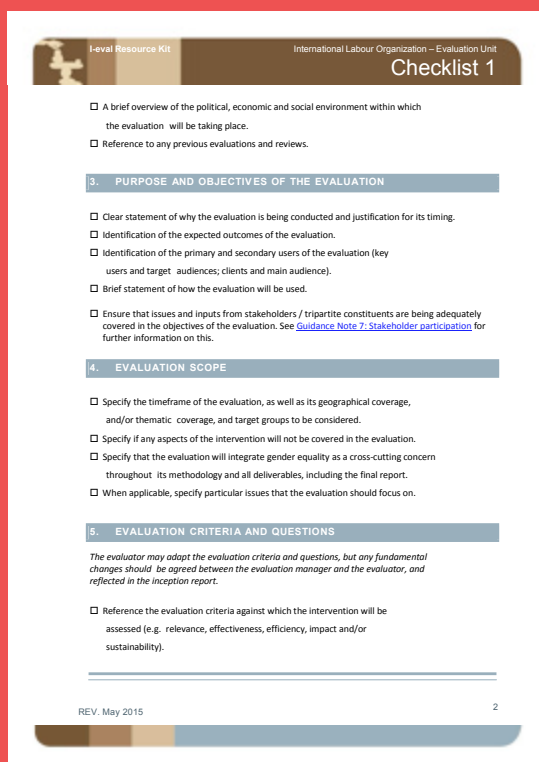 I-eval Resource Kit
International Labour Organization – Evaluation Unit
Checklist 1
☐ A brief overview of the political, economic and social environment within which
the evaluation will be taking place.
☐ Reference to any previous evaluations and reviews.
3. PURPOSE AND OBJECTIVES OF THE EVALUATION
☐ Clear statement of why the evaluation is being conducted and justification for its timing.
☐ Identification of the expected outcomes of the evaluation.
☐ Identification of the primary and secondary users of the evaluation (key
users and target audiences; clients and main audience).
☐ Brief statement of how the evaluation will be used.
☐ Ensure that issues and inputs from stakeholders / tripartite constituents are being adequately
covered in the objectives of the evaluation. See Guidance Note 7: Stakeholder participation for
further information on this.
4. EVALUATION SCOPE
☐ Specify the timeframe of the evaluation, as well as its geographical coverage,
and/or thematic coverage, and target groups to be considered.
☐ Specify if any aspects of the intervention will not be covered in the evaluation.
☐ Specify that the evaluation will integrate gender equality as a cross-cutting concern
throughout its methodology and all deliverables, including the final report.
☐ When applicable, specify particular issues that the evaluation should focus on.
5. EVALUATION CRITERIA AND QUESTIONS
The evaluator may adapt the evaluation criteria and questions, but any fundamental
changes should be agreed between the evaluation manager and the evaluator, and
reflected in the inception report.
☐ Reference the evaluation criteria against which the intervention will be
assessed (e.g. relevance, effectiveness, efficiency, impact and/or
sustainability).
REV. May 2015
2